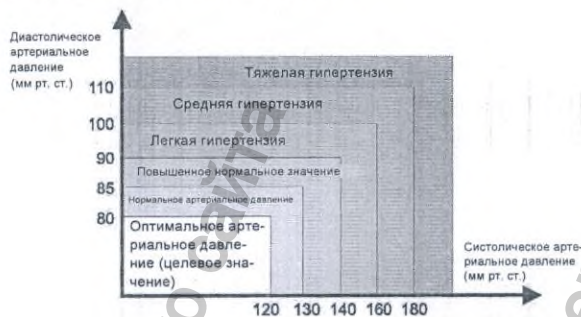 Диастолическое
артериальное
давление
(мм рт. ст.)
Тяжелая гипертензия
110
Средняя гипертензия
100
Легкая гипертензия
90
Повышенное нормальное значение
85
Нормальное артериальное давление
80
Оптимальное арте-
риальное давле-
ние (целевое зна-
чение)
Систолическое арте-
риальное давление
(мм рт. ст.)
120 130 140 160 180
о сайта